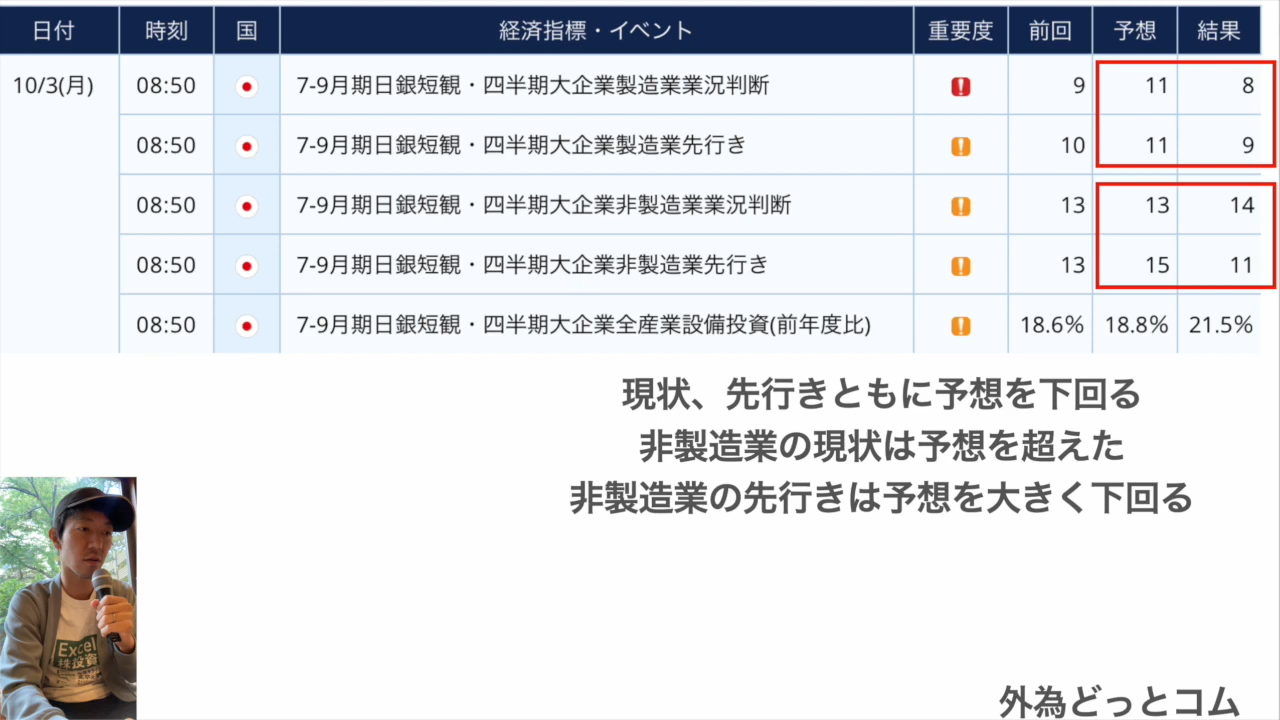 日付 時刻 国 経済指標・イベント 重要度 前回 予想 結果
10/3(月) 08:50 7-9月期日銀短観・四半期大企業製造業業況判断 9 11 8
08:50 7-9月期日銀短観・四半期大企業製造業先行き 10 11 9
08:50 7-9月期日銀短観・四半期大企業非製造業業況判断 13 13 14
08:50 7-9月期日銀短観・四半期大企業非製造業先行き 13 15 11
08:50 7-9月期日銀短観・四半期大企業全産業設備投資(前年度比) 18.6% 18.8% 21.5%
現状、先行きともに予想を下回る
非製造業の現状は予想を超えた
非製造業の先行きは予想を大きく下回る
Excel
株投資
外為どっとコム